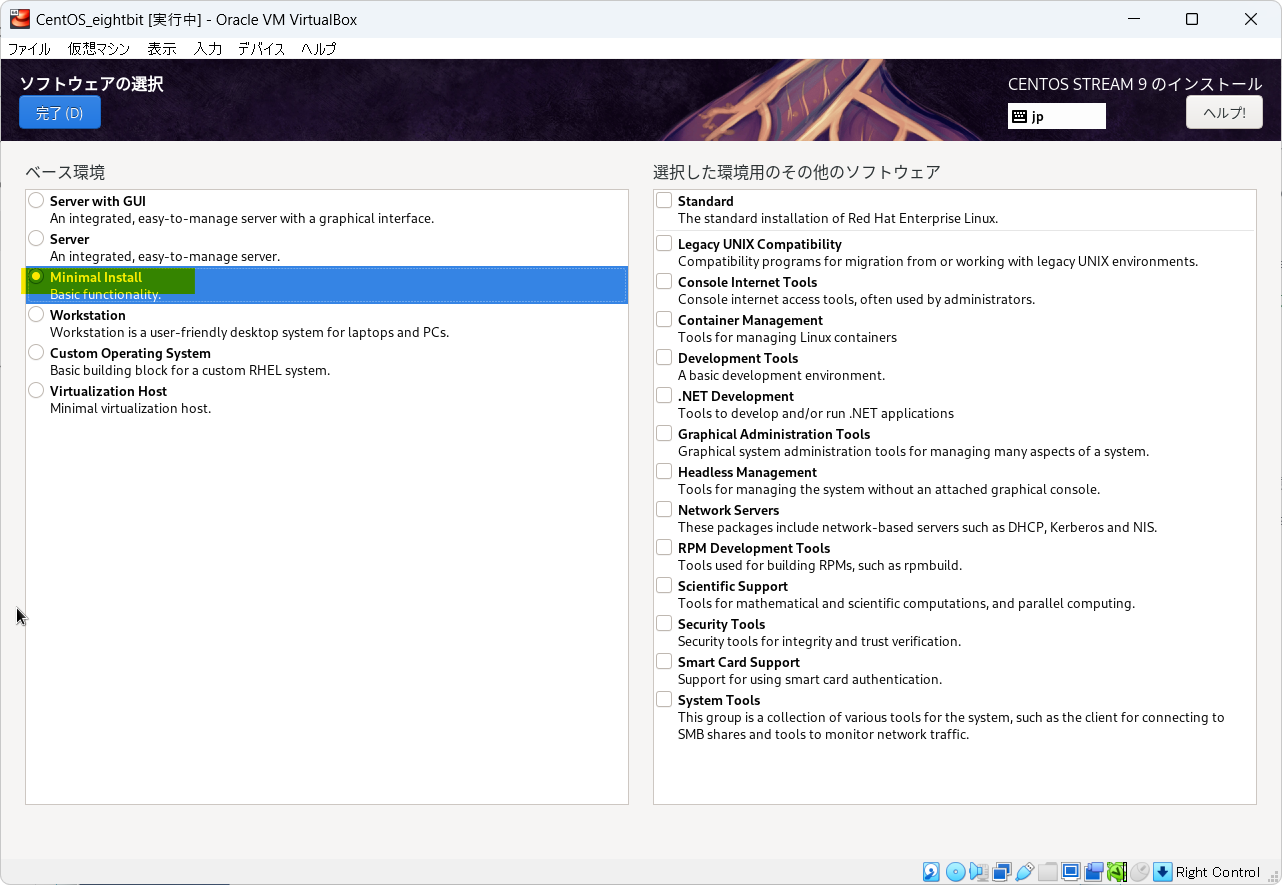 CentOS_eightbit [実行中] - Oracle VM VirtualBox
ファイル 仮想マシン 表示 入力 デバイス ヘルプ
ソフトウェアの選択
完了 (D)
CENTOS STREAM 9 のインストール
jp
ヘルプ!
ベース環境
Server with GUI
An integrated, easy-to-manage server with a graphical interface.
Server
An integrated, easy-to-manage server.
Minimal Install
Basic functionality.
Workstation
Workstation is a user-friendly desktop system for laptops and PCs.
Custom Operating System
Basic building block for a custom RHEL system.
Virtualization Host
Minimal virtualization host.
選択した環境用のその他のソフトウェア
Standard
The standard installation of Red Hat Enterprise Linux.
Legacy UNIX Compatibility
Compatibility programs for migration from or working with legacy UNIX environments.
Console Internet Tools
Console internet access tools, often used by administrators.
Container Management
Tools for managing Linux containers
Development Tools
A basic development environment.
.NET Development
Tools to develop and/or run .NET applications
Graphical Administration Tools
Graphical system administration tools for managing many aspects of a system.
Headless Management
Tools for managing the system without an attached graphical console.
Network Servers
These packages include network-based servers such as DHCP, Kerberos and NIS.
RPM Development Tools
Tools used for building RPMs, such as rpmbuild.
Scientific Support
Tools for mathematical and scientific computations, and parallel computing.
Security Tools
Security tools for integrity and trust verification.
Smart Card Support
Support for using smart card authentication.
System Tools
This group is a collection of various tools for the system, such as the client for connecting to
SMB shares and tools to monitor network traffic.
Right Control